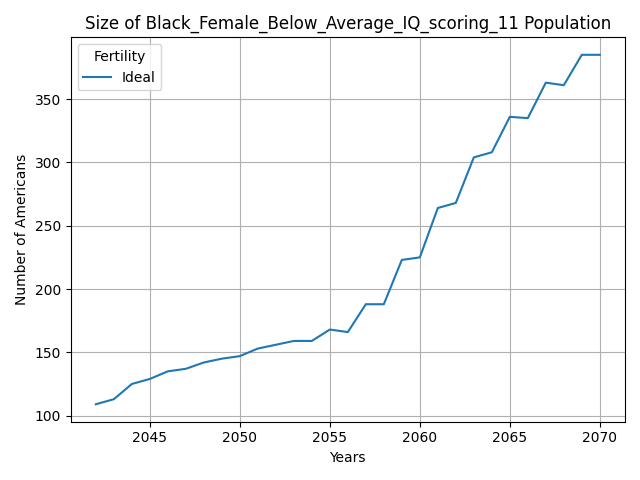 Size of Black_Female_Below_Average_IQ_scoring_11 Population
Fertility
Ideal
Number of Americans
350
300
250
200
150
100
2045 2050 2055 2060 2065 2070
Years